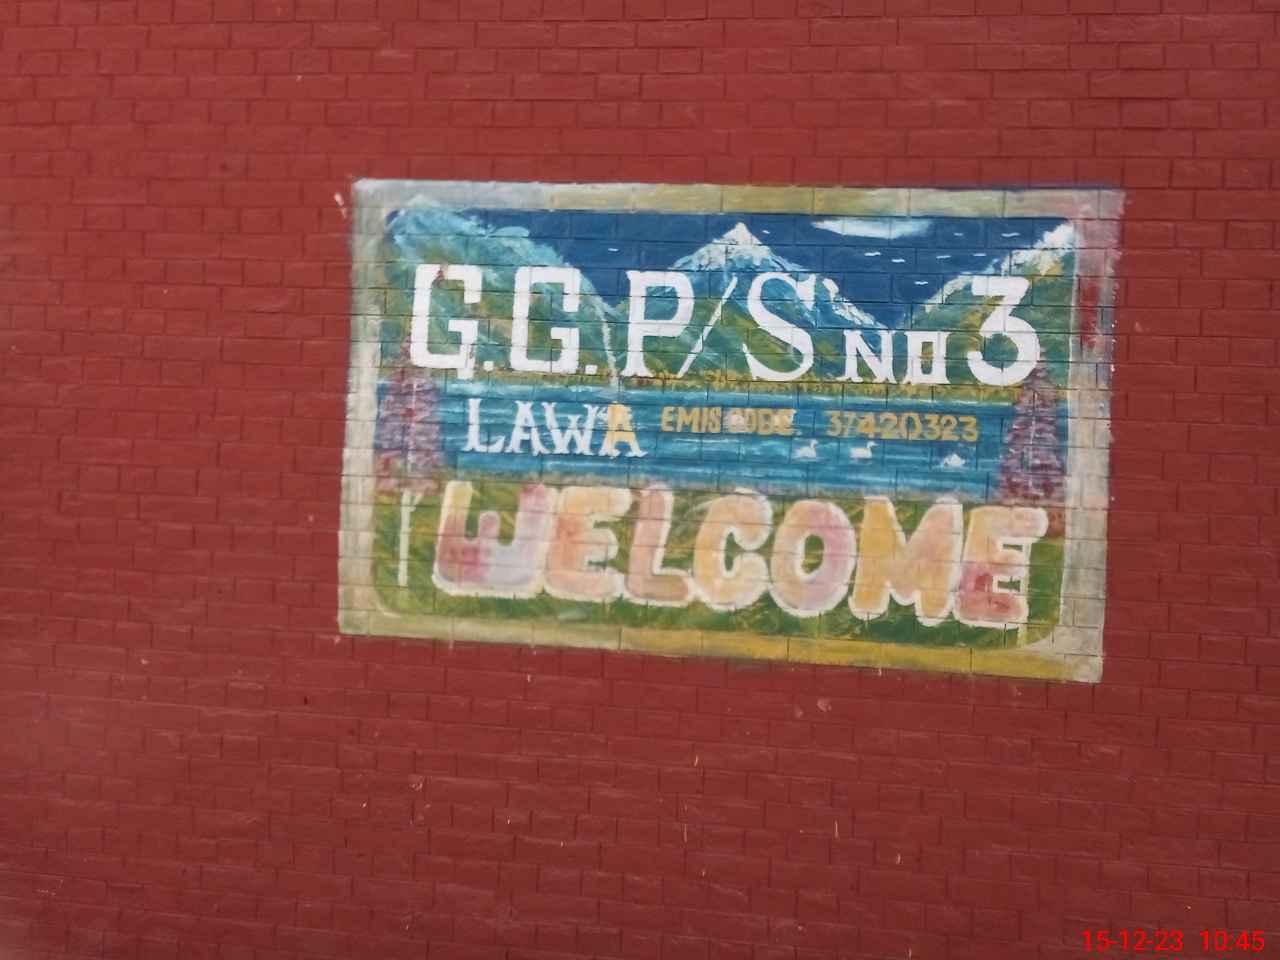 G.G.P/S NO 3
LAWA EMIS CODE 37420323
WELCOME
15-12-23 10:45